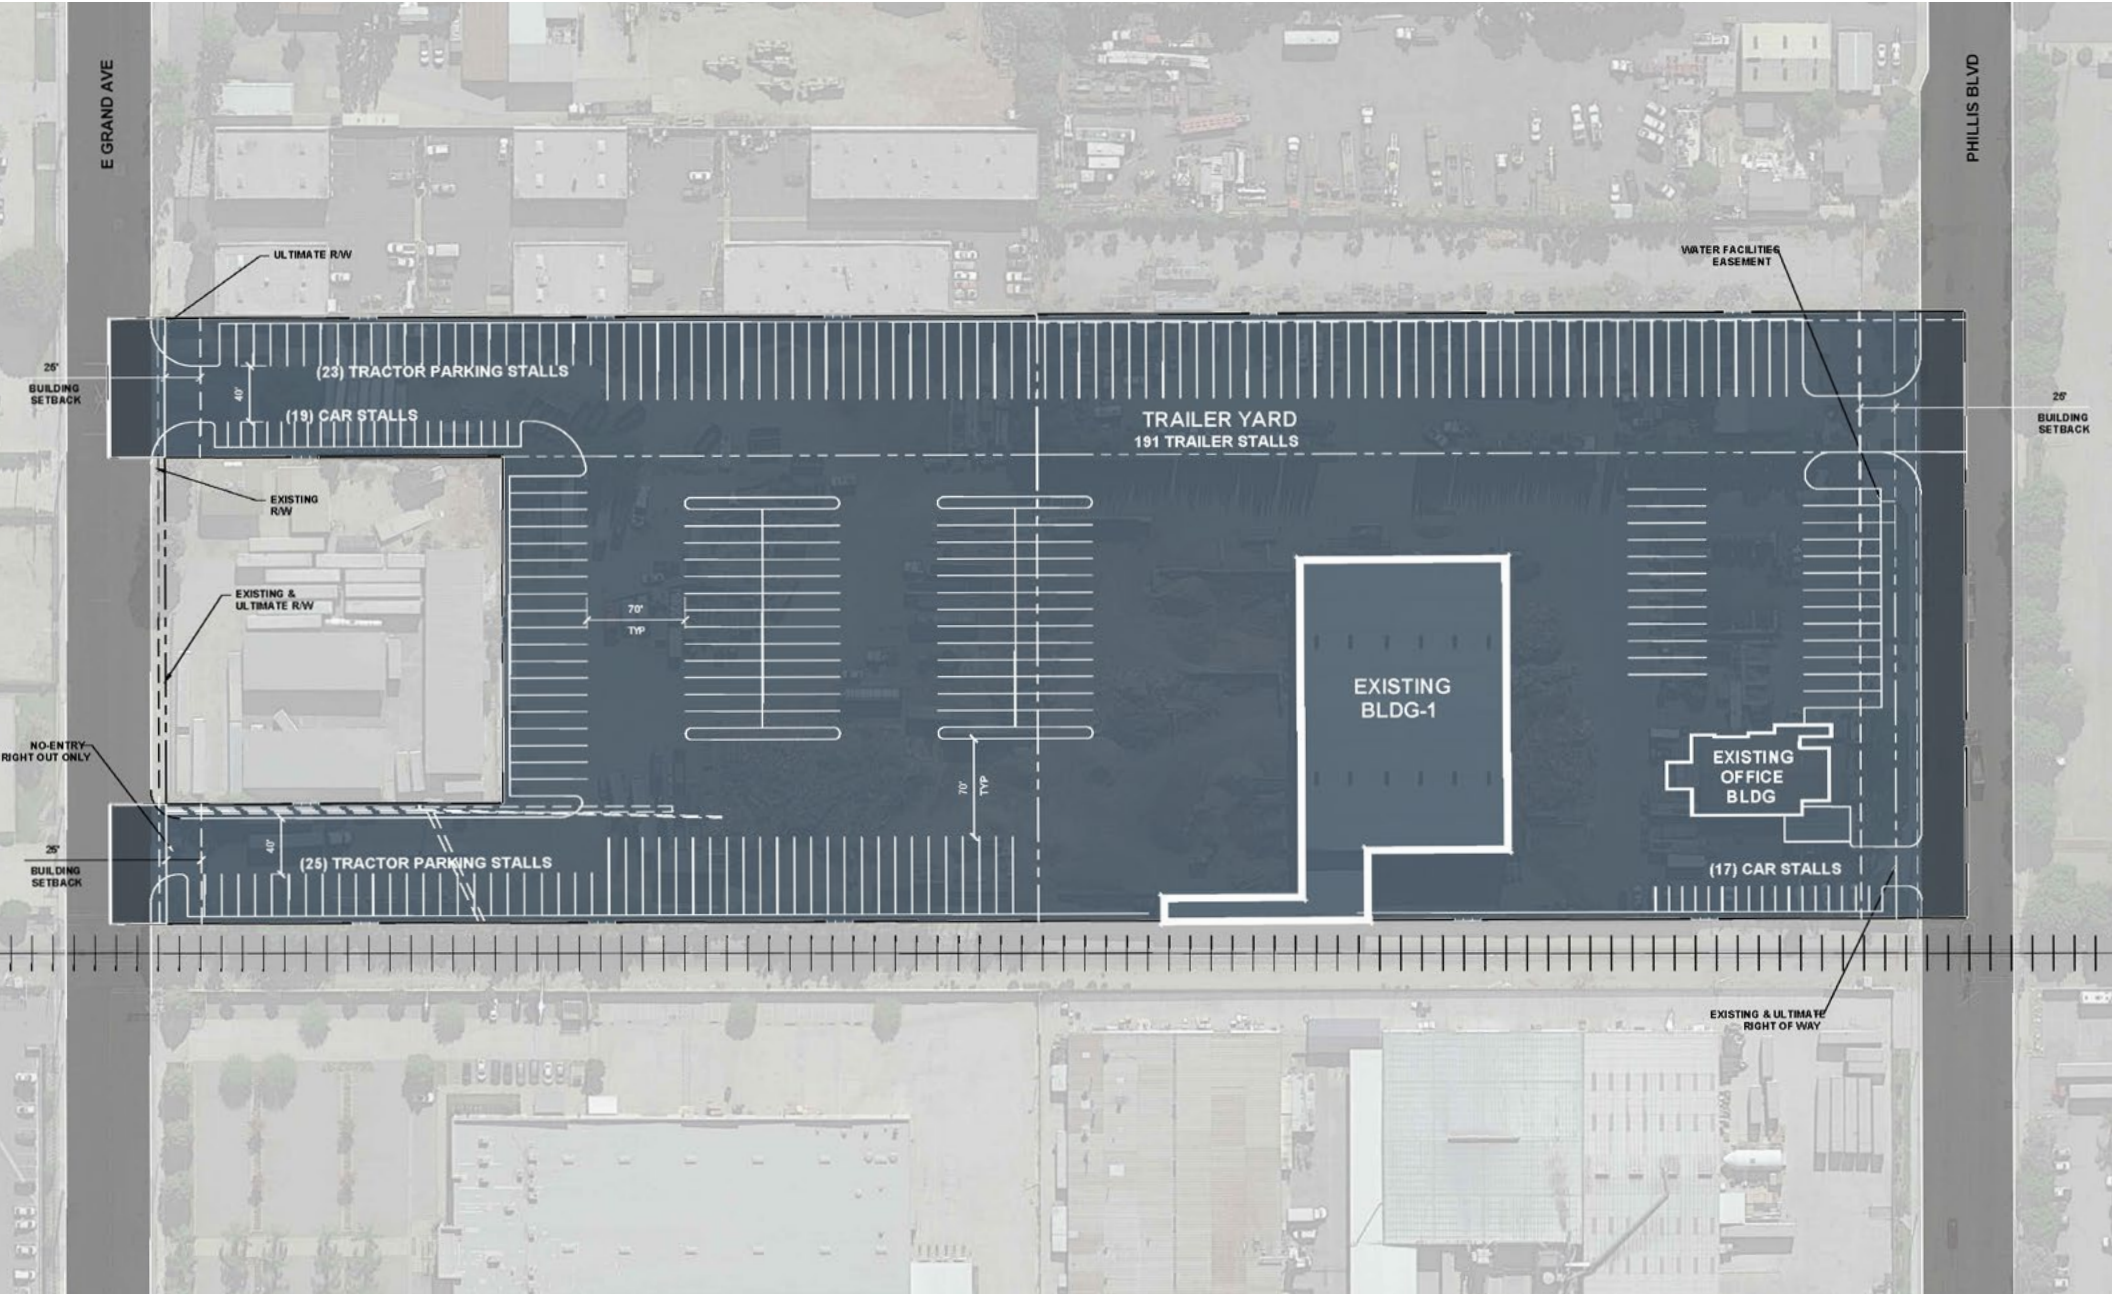 E GRAND AVE
PHILLIS BLVD
ULTIMATE R/W
WATER FACILITIES
EASEMENT
25'
BUILDING
SETBACK
(23) TRACTOR PARKING STALLS
40'
(19) CAR STALLS
TRAILER YARD
191 TRAILER STALLS
25'
BUILDING
SETBACK
EXISTING
R/W
EXISTING &
ULTIMATE R/W
70'
TYP
EXISTING
BLDG-1
NO-ENTRY
RIGHT OUT ONLY
EXISTING
OFFICE
BLDG
70'
TYP
25'
BUILDING
SETBACK
40'
(25) TRACTOR PARKING STALLS
(17) CAR STALLS
EXISTING & ULTIMATE
RIGHT OF WAY